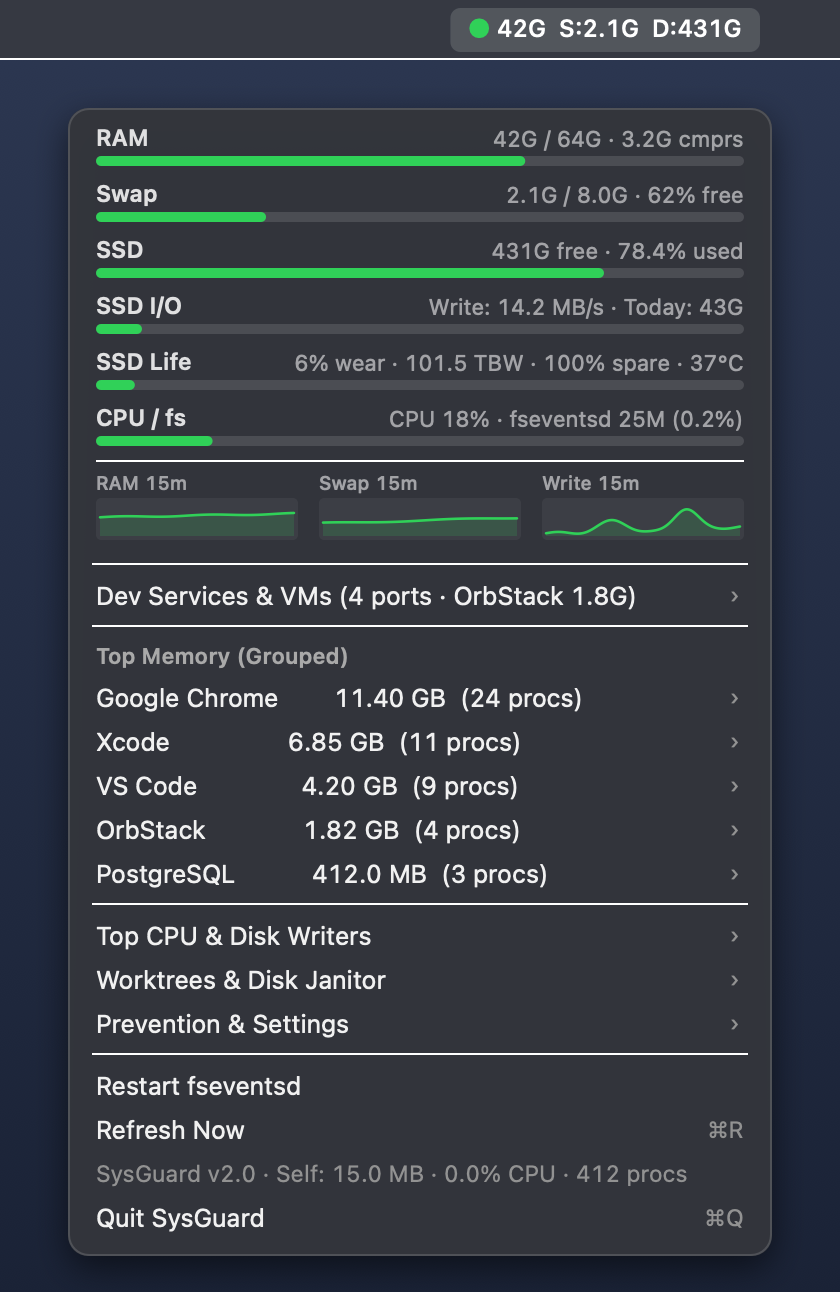 42G S:2.1G D:431G
RAM 42G / 64G · 3.2G cmprs
Swap 2.1G / 8.0G · 62% free
SSD 431G free · 78.4% used
SSD I/O Write: 14.2 MB/s · Today: 43G
SSD Life 6% wear · 101.5 TBW · 100% spare · 37°C
CPU / fs CPU 18% · fseventsd 25M (0.2%)
RAM 15m Swap 15m Write 15m
Dev Services & VMs (4 ports · OrbStack 1.8G) ›
Top Memory (Grouped)
Google Chrome 11.40 GB (24 procs) ›
Xcode 6.85 GB (11 procs) ›
VS Code 4.20 GB (9 procs) ›
OrbStack 1.82 GB (4 procs) ›
PostgreSQL 412.0 MB (3 procs) ›
Top CPU & Disk Writers ›
Worktrees & Disk Janitor ›
Prevention & Settings ›
Restart fseventsd
Refresh Now ⌘R
SysGuard v2.0 · Self: 15.0 MB · 0.0% CPU · 412 procs
Quit SysGuard ⌘Q